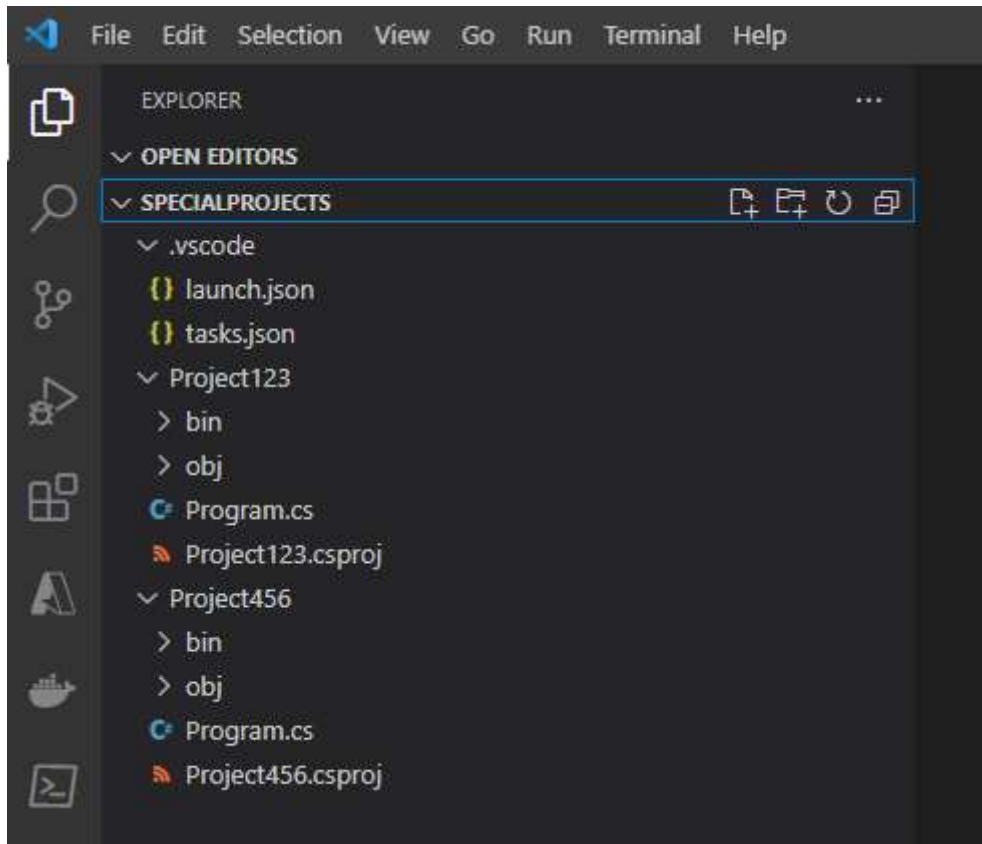 File Edit Selection View Go Run Terminal Help
EXPLORER
OPEN EDITORS
SPECIALPROJECTS
.vscode
{} launch.json
{} tasks.json
Project123
bin
obj
C# Program.cs
Project123.csproj
Project456
bin
obj
C# Program.cs
Project456.csproj